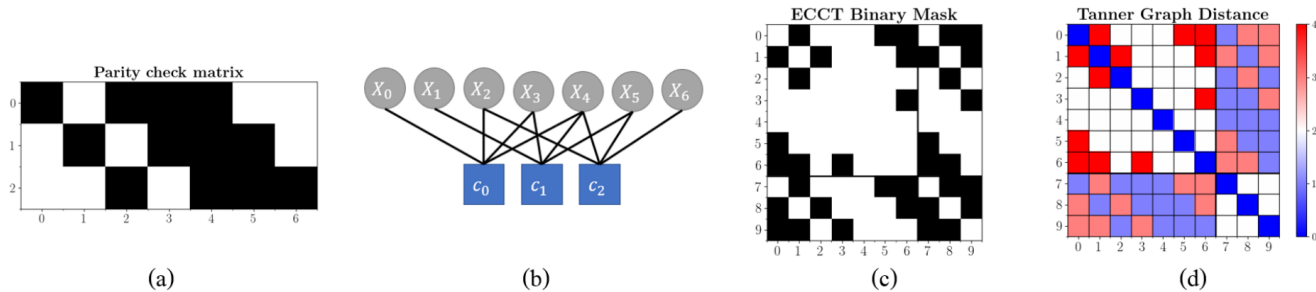 Parity check matrix
0
1
2
0 1 2 3 4 5 6
(a)
X0 X1 X2 X3 X4 X5 X6
c0 c1 c2
(b)
ECCT Binary Mask
0
1
2
3
4
5
6
7
8
9
0 1 2 3 4 5 6 7 8 9
(c)
Tanner Graph Distance
0
1
2
3
4
5
6
7
8
9
0 1 2 3 4 5 6 7 8 9
4
3
2
1
0
(d)